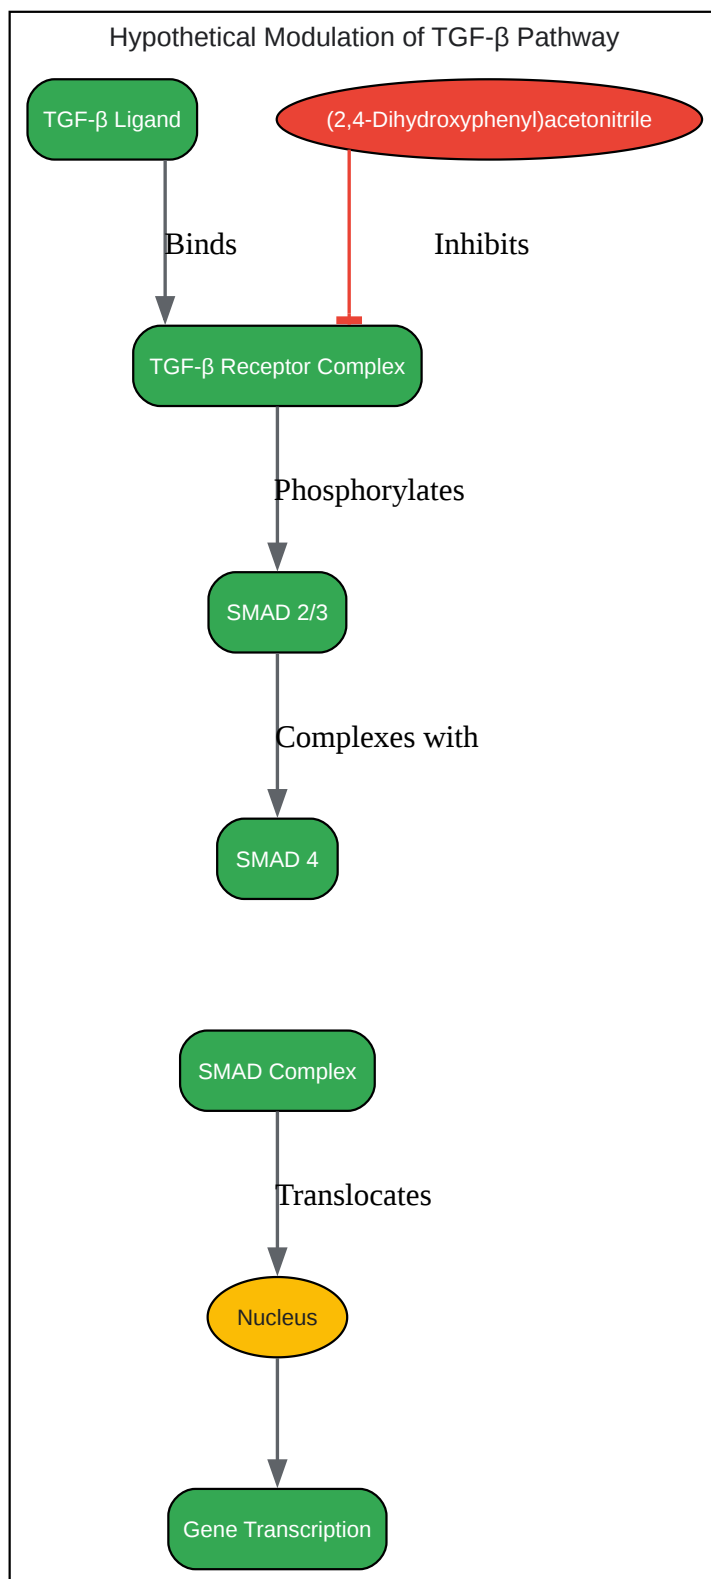 Hypothetical Modulation of TGF-β Pathway
TGF-β Ligand
(2,4-Dihydroxyphenyl)acetonitrile
Binds
Inhibits
TGF-β Receptor Complex
Phosphorylates
SMAD 2/3
Complexes with
SMAD 4
SMAD Complex
Translocates
Nucleus
Gene Transcription